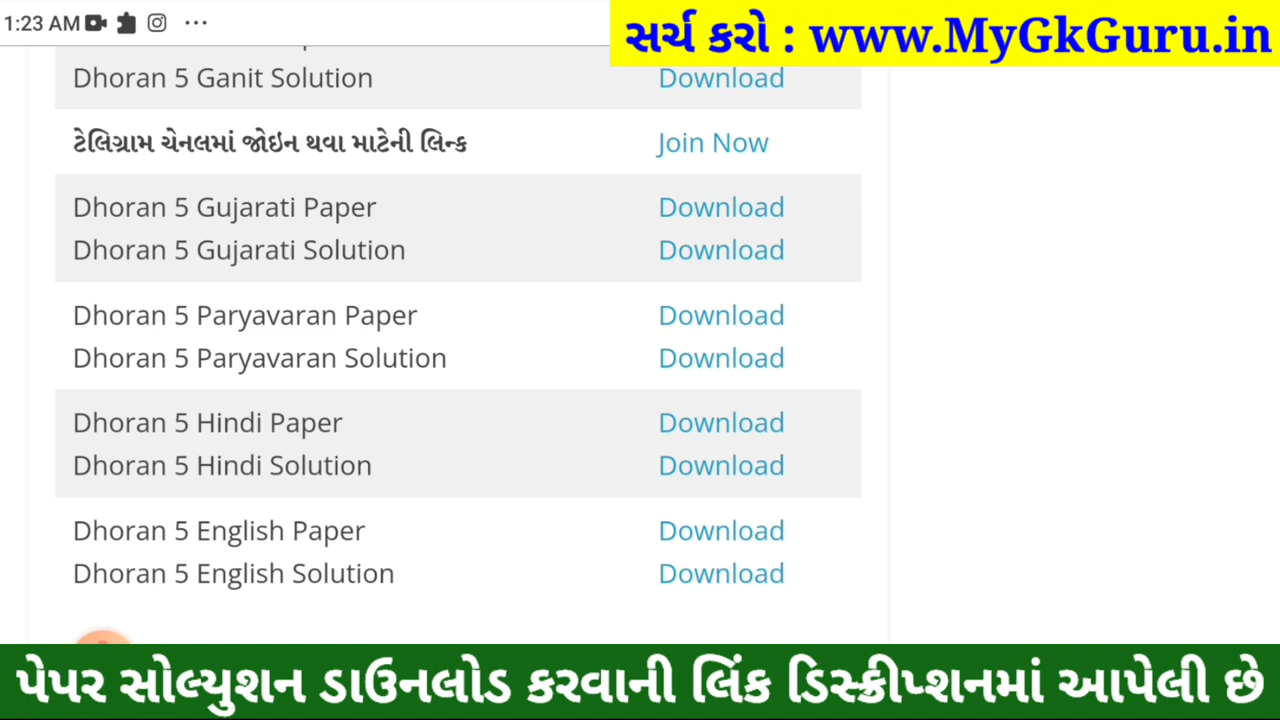 1:23 AM
સર્ચ કરો : www.MyGkGuru.in
Dhoran 5 Ganit Solution Download
ટેલિગ્રામ ચેનલમાં જોઇન થવા માટેની લિન્ક Join Now
Dhoran 5 Gujarati Paper Download
Dhoran 5 Gujarati Solution Download
Dhoran 5 Paryavaran Paper Download
Dhoran 5 Paryavaran Solution Download
Dhoran 5 Hindi Paper Download
Dhoran 5 Hindi Solution Download
Dhoran 5 English Paper Download
Dhoran 5 English Solution Download
પેપર સોલ્યુશન ડાઉનલોડ કરવાની લિંક ડિસ્ક્રીપ્શનમાં આપેલી છે